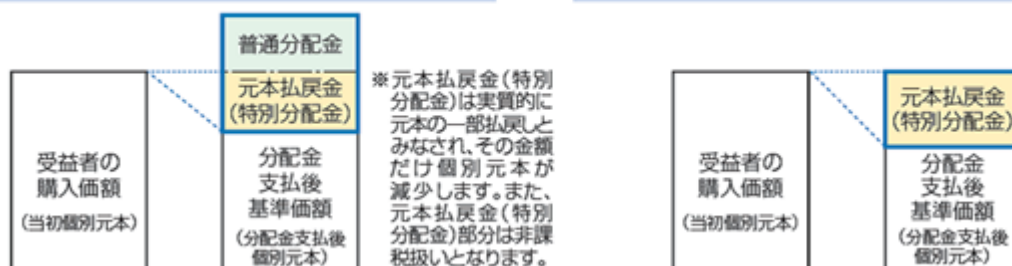 普通分配金
元本払戻金
(特別分配金)
受益者の
購入価額
(当初個別元本)
分配金
支払後
基準価額
(分配金支払後
個別元本)
※元本払戻金(特別
分配金)は実質的に
元本の一部払戻しと
みなされ、その金額
だけ個別元本が
減少します。また、
元本払戻金(特別
分配金)部分は非課
税扱いとなります。
受益者の
購入価額
(当初個別元本)
元本払戻金
(特別分配金)
分配金
支払後
基準価額
(分配金支払後
個別元本)